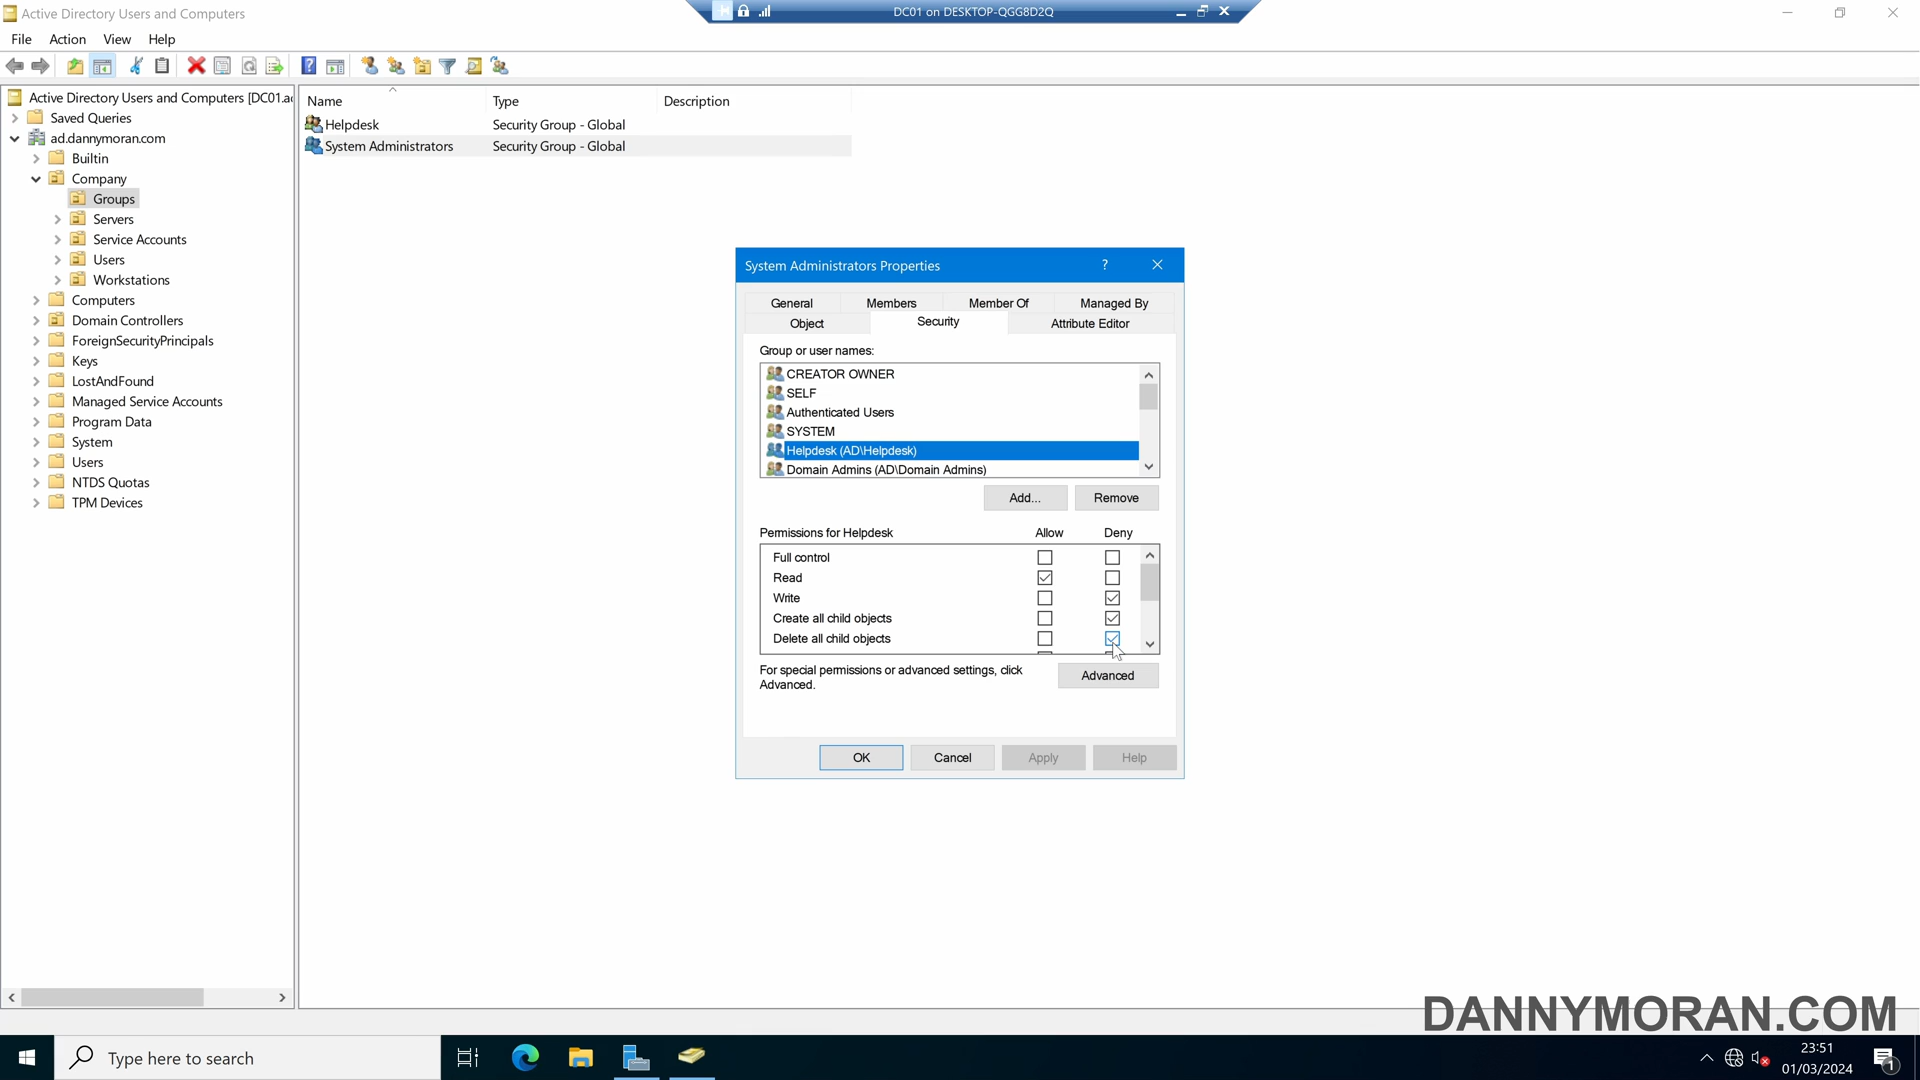 Active Directory Users and Computers
DC01 on DESKTOP-QGG8D2Q
File Action View Help
Active Directory Users and Computers [DC01.a
Saved Queries
ad.dannymoran.com
Builtin
Company
Groups
Servers
Service Accounts
Users
Workstations
Computers
Domain Controllers
ForeignSecurityPrincipals
Keys
LostAndFound
Managed Service Accounts
Program Data
System
Users
NTDS Quotas
TPM Devices
Name Type Description
Helpdesk Security Group - Global
System Administrators Security Group - Global
System Administrators Properties
General Members Member Of Managed By
Object Security Attribute Editor
Group or user names:
CREATOR OWNER
SELF
Authenticated Users
SYSTEM
Helpdesk (AD\Helpdesk)
Domain Admins (AD\Domain Admins)
Add... Remove
Permissions for Helpdesk Allow Deny
Full control
Read
Write
Create all child objects
Delete all child objects
For special permissions or advanced settings, click
Advanced.
Advanced
OK Cancel Apply Help
DANNYMORAN.COM
Type here to search
23:51
01/03/2024
1